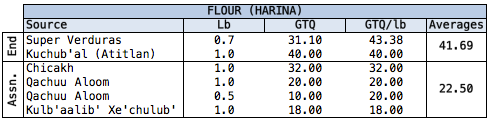 FLOUR (HARINA)
Source Lb GTQ GTQ/lb Averages
End Super Verduras 0.7 31.10 43.38 41.69
Kuchub'al (Atitlan) 1.0 40.00 40.00
Assn. Chicakh 1.0 32.00 32.00 22.50
Qachuu Aloom 1.0 20.00 20.00
Qachuu Aloom 0.5 10.00 20.00
Kulb'aalib' Xe'chulub' 1.0 18.00 18.00